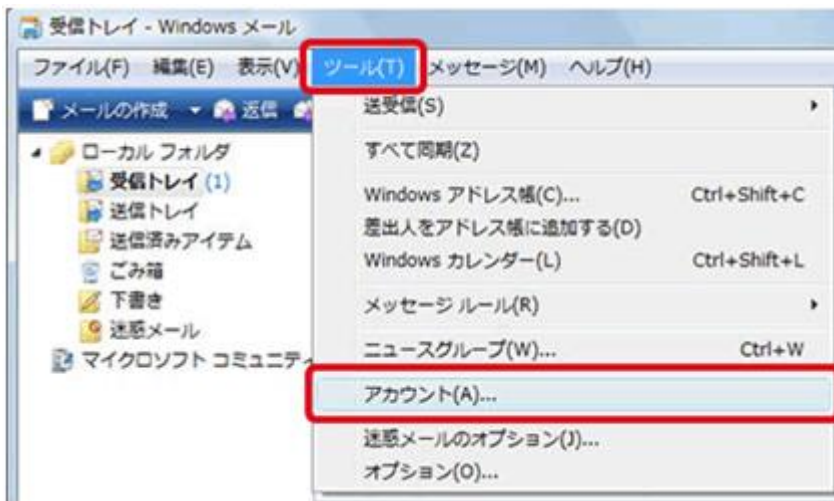 受信トレイ - Windows メール
ファイル(F) 編集(E) 表示(V) ツール(T) メッセージ(M) ヘルプ(H)
メールの作成 返信
ローカル フォルダ
受信トレイ (1)
送信トレイ
送信済みアイテム
ごみ箱
下書き
迷惑メール
マイクロソフト コミュニティ
送受信(S)
すべて同期(Z)
Windows アドレス帳(C)... Ctrl+Shift+C
差出人をアドレス帳に追加する(D)
Windows カレンダー(L) Ctrl+Shift+L
メッセージ ルール(R)
ニュースグループ(W)... Ctrl+W
アカウント(A)...
迷惑メールのオプション(J)...
オプション(O)...